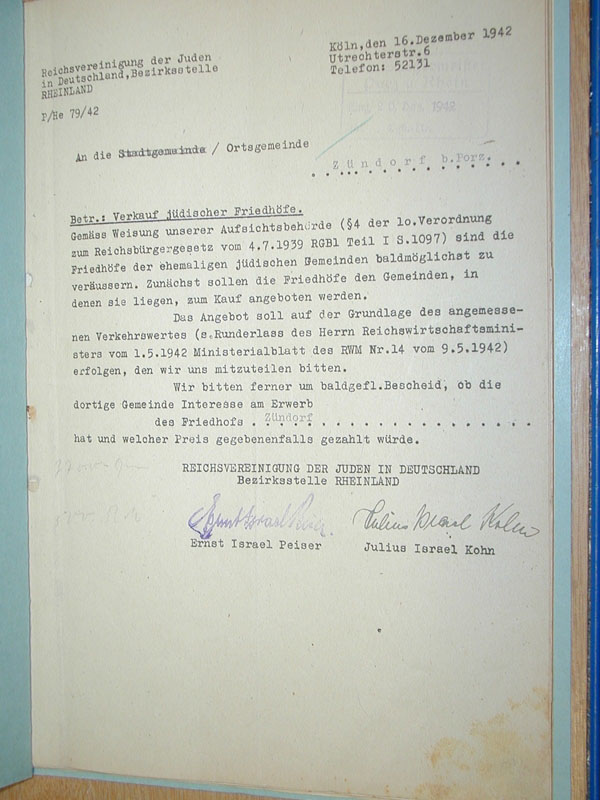 Reichsvereinigung der Juden
in Deutschland,Bezirksstelle
RHEINLAND
P/He 79/42
Köln,den 16.Dezember 1942
Utrechterstr.6
Telefon: 52131
1942
An die Stadtgemeinde / Ortsgemeinde
Zündorf b.Porz.
Betr.: Verkauf jüdischer Friedhöfe.
Gemäss Weisung unserer Aufsichtsbehörde (§4 der 1o.Verordnung
zum Reichsbürgergesetz vom 4.7.1939 RGBl Teil I S.1097) sind die
Friedhöfe der ehemaligen jüdischen Gemeinden baldmöglichst zu
veräussern. Zunächst sollen die Friedhöfe den Gemeinden, in
denen sie liegen, zum Kauf angeboten werden.
Das Angebot soll auf der Grundlage des angemesse-
nen Verkehrswertes (s.Runderlass des Herrn Reichswirtschaftsmini-
sters vom 1.5.1942 Ministerialblatt des RWM Nr.14 vom 9.5.1942)
erfolgen, den wir uns mitzuteilen bitten.
Wir bitten ferner um baldgefl.Bescheid, ob die
dortige Gemeinde Interesse am Erwerb
des Friedhofs . Zündorf . . . . . . . . . . . . . . . .
hat und welcher Preis gegebenenfalls gezahlt würde.
REICHSVEREINIGUNG DER JUDEN IN DEUTSCHLAND
Bezirksstelle RHEINLAND
Ernst Israel Peiser
Julius Israel Kohn
Ernst Israel Peiser
Julius Israel Kohn